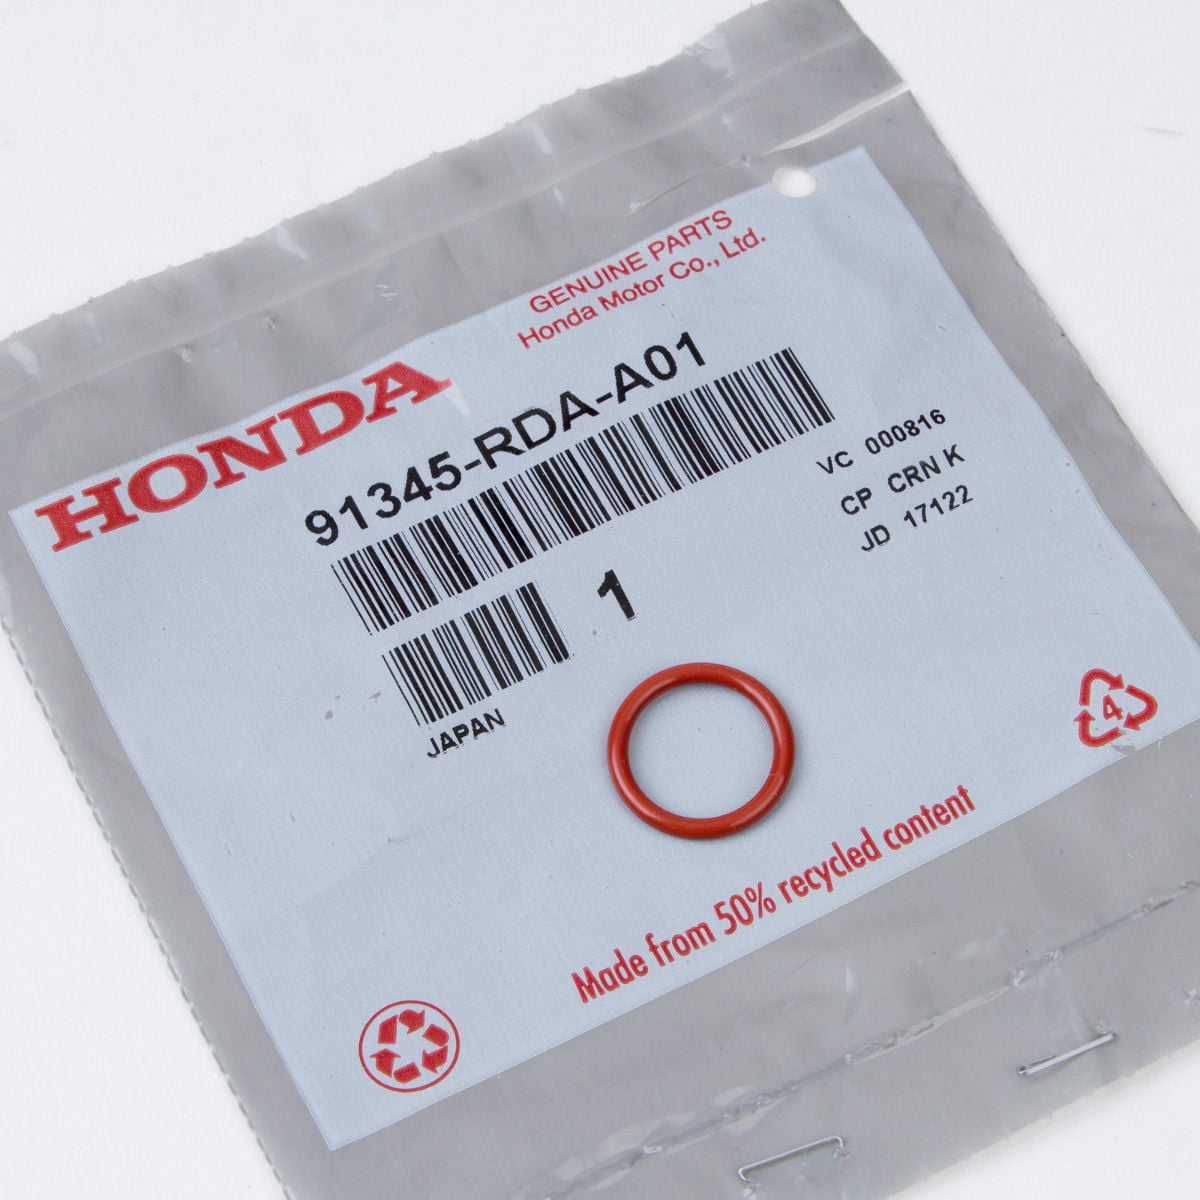 GENUINE PARTS
Honda Motor Co., Ltd.
HONDA
91345-RDA-A01
VC 000816
CP CRN K
JD 17122
1
JAPAN
4
Made from 50% recycled content